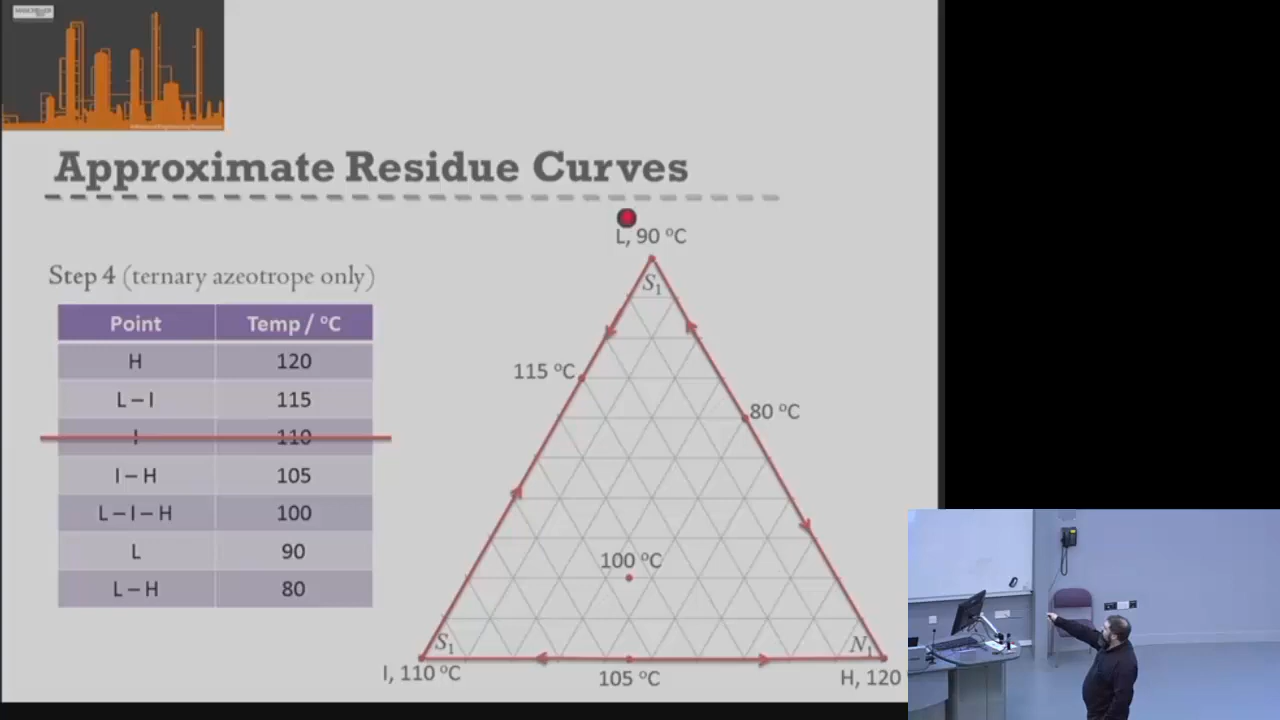 Approximate Residue Curves
Step 4 (ternary azeotrope only)
Point Temp / ºC
H 120
L – I 115
I 110
I – H 105
L – I – H 100
L 90
L – H 80
L, 90 ºC
S1
115 ºC
80 ºC
100 ºC
S1
N1
I, 110 ºC
105 ºC
H, 120